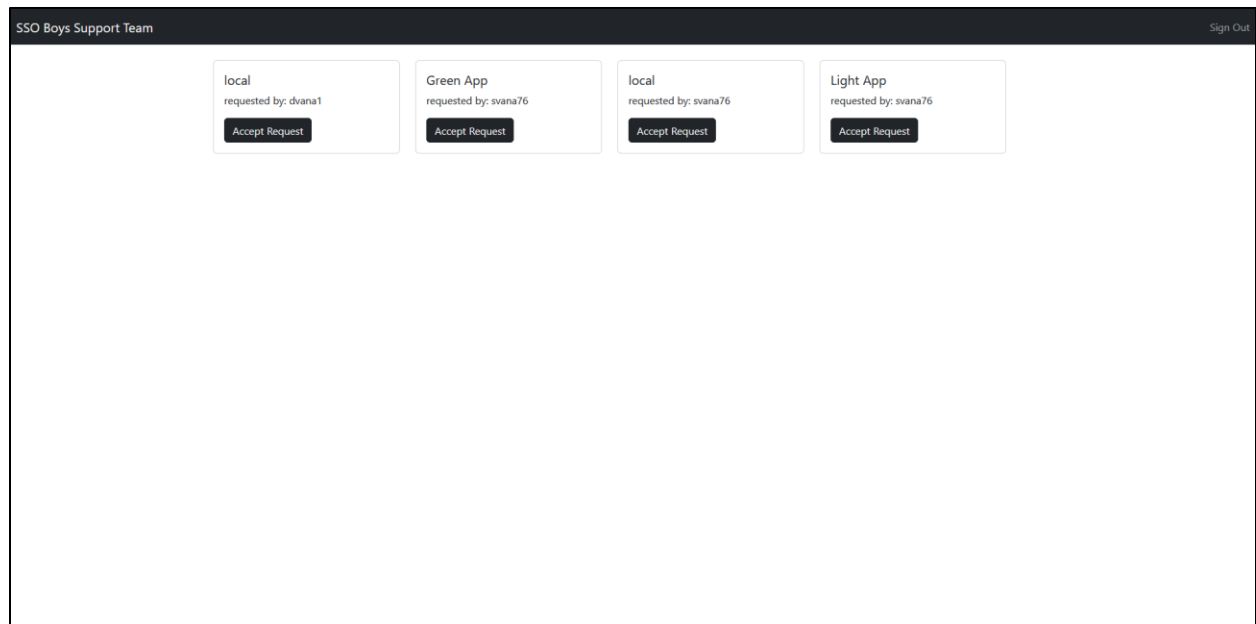 SSO Boys Support Team
Sign Out
local
requested by: dvana1
Accept Request
Green App
requested by: svana76
Accept Request
local
requested by: svana76
Accept Request
Light App
requested by: svana76
Accept Request